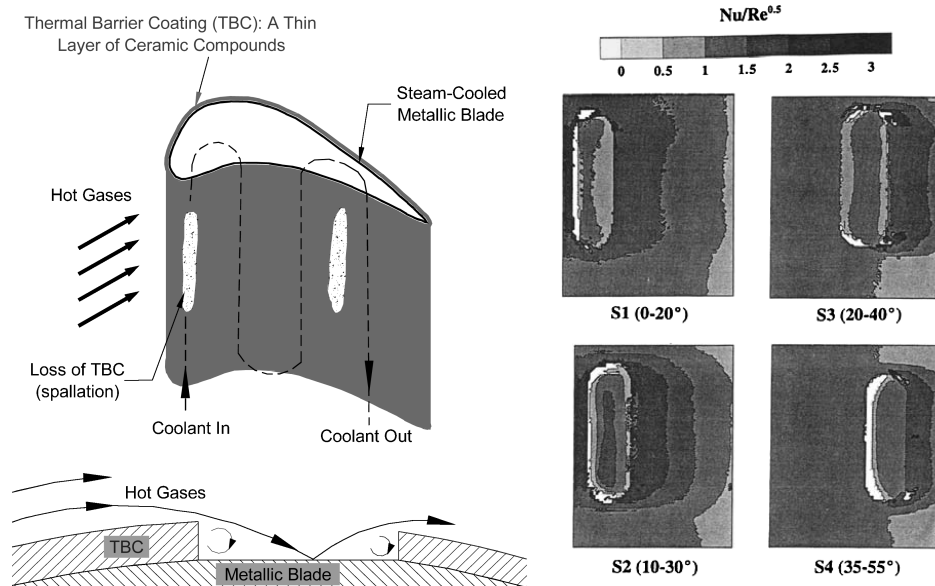 Thermal Barrier Coating (TBC): A Thin
Layer of Ceramic Compounds
Steam-Cooled
Metallic Blade
Hot Gases
Loss of TBC
(spallation)
Coolant In
Coolant Out
Hot Gases
TBC
Metallic Blade
Nu/Re^0.5
0 0.5 1 1.5 2 2.5 3
S1 (0-20°)
S3 (20-40°)
S2 (10-30°)
S4 (35-55°)